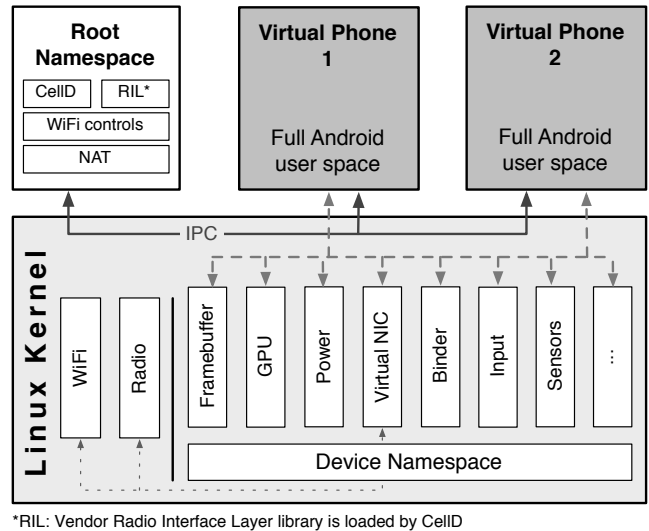 Root
Namespace
CellD
RIL*
WiFi controls
NAT
Virtual Phone
1
Full Android
user space
Virtual Phone
2
Full Android
user space
IPC
Linux Kernel
WiFi
Radio
Framebuffer
GPU
Power
Virtual NIC
Binder
Input
Sensors
...
Device Namespace
*RIL: Vendor Radio Interface Layer library is loaded by CellD